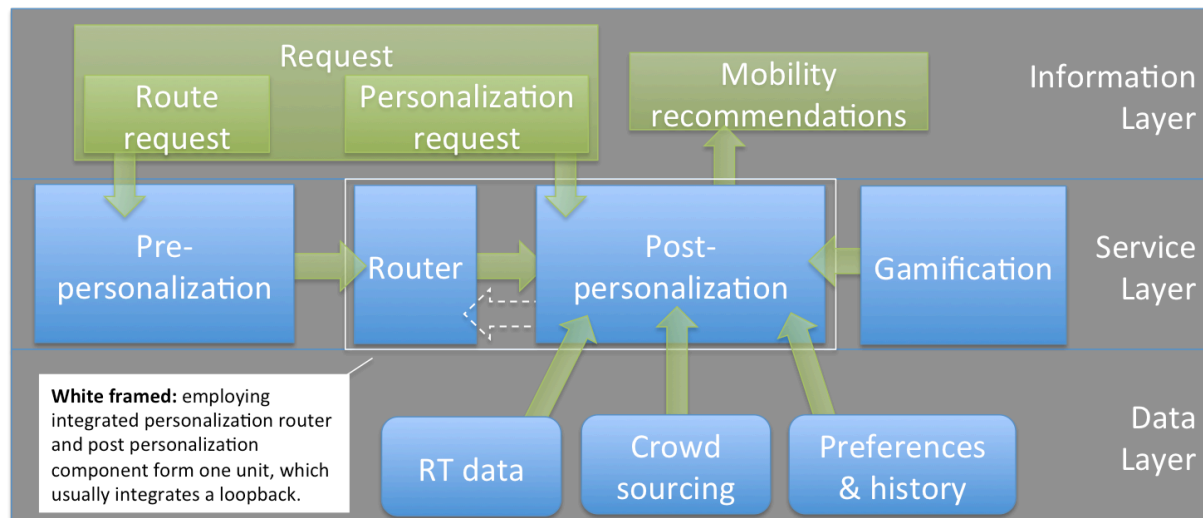 Request
Route
request
Personalization
request
Mobility
recommendations
Information
Layer
Pre-
personalization
Router
Post-
personalization
Gamification
Service
Layer
White framed: employing
integrated personalization router
and post personalization
component form one unit, which
usually integrates a loopback.
RT data
Crowd
sourcing
Preferences
& history
Data
Layer